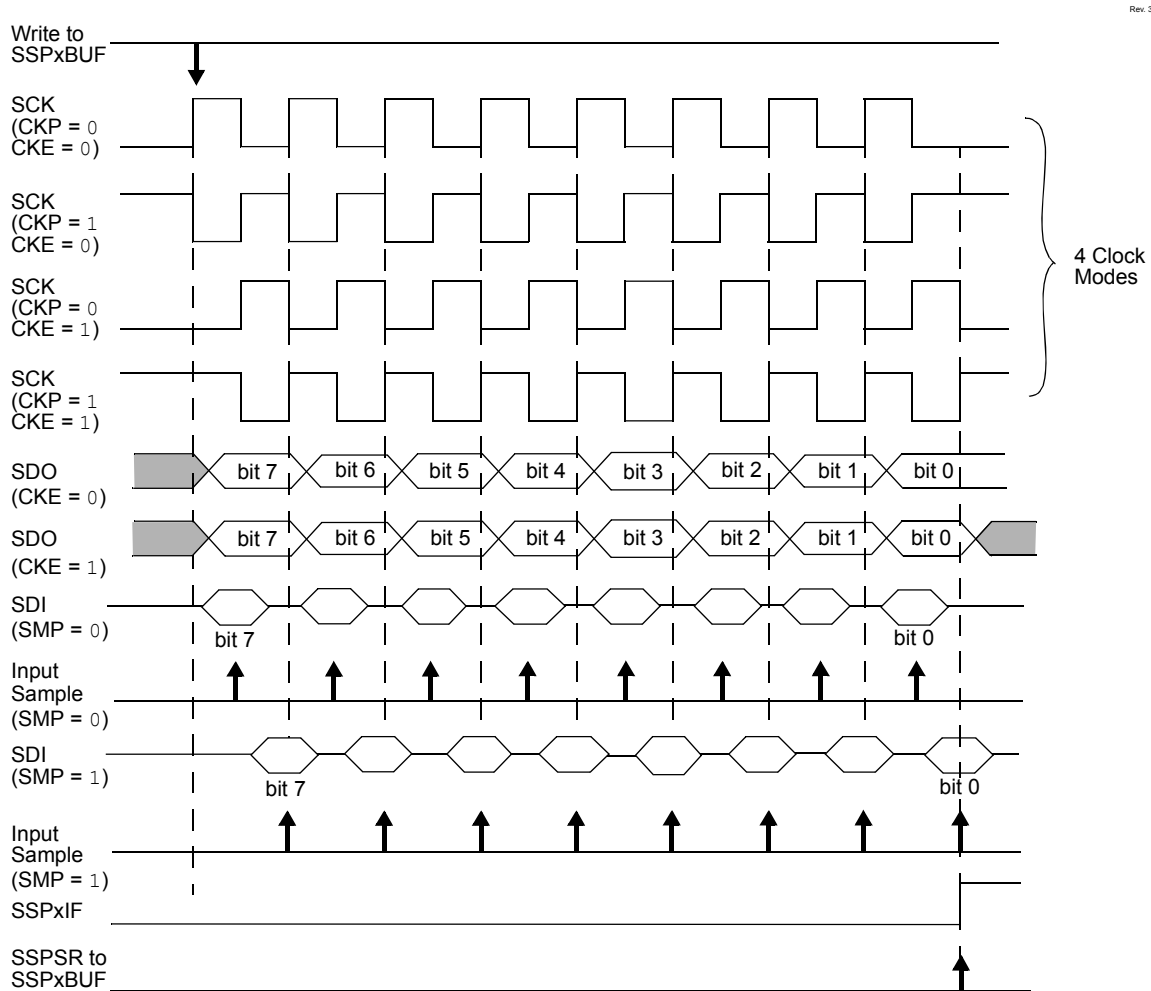 Rev. 3
Write to
SSPxBUF
SCK
(CKP = 0
CKE = 0)
SCK
(CKP = 1
CKE = 0)
SCK
(CKP = 0
CKE = 1)
SCK
(CKP = 1
CKE = 1)
4 Clock
Modes
SDO
(CKE = 0)
bit 7 bit 6 bit 5 bit 4 bit 3 bit 2 bit 1 bit 0
SDO
(CKE = 1)
bit 7 bit 6 bit 5 bit 4 bit 3 bit 2 bit 1 bit 0
SDI
(SMP = 0)
bit 7 bit 0
Input
Sample
(SMP = 0)
SDI
(SMP = 1)
bit 7 bit 0
Input
Sample
(SMP = 1)
SSPxIF
SSPSR to
SSPxBUF